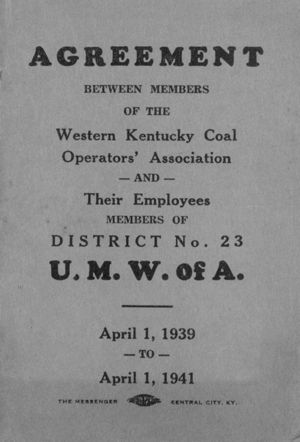 AGREEMENT
BETWEEN MEMBERS
OF THE
Western Kentucky Coal
Operators' Association
— AND —
Their Employees
MEMBERS OF
DISTRICT No. 23
U. M. W. of A.
April 1, 1939
— TO —
April 1, 1941
THE MESSENGER CENTRAL CITY, KY.